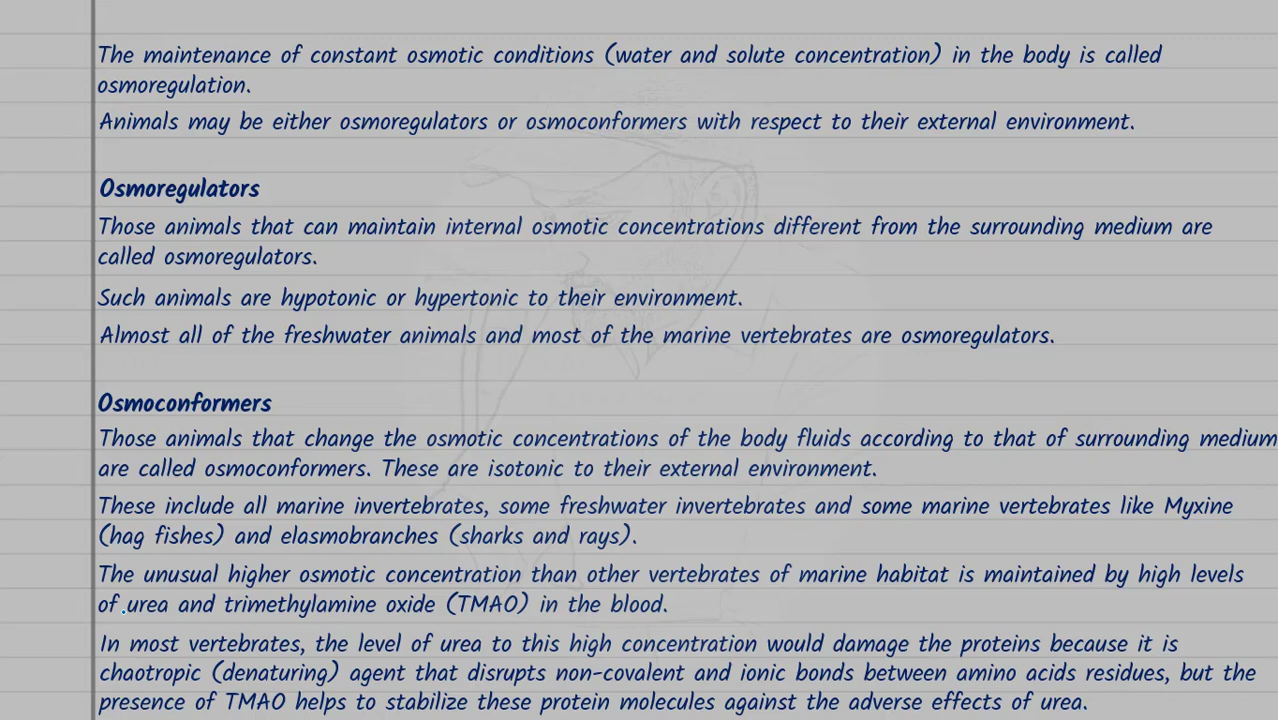 The maintenance of constant osmotic conditions (water and solute concentration) in the body is called
osmoregulation.
Animals may be either osmoregulators or osmoconformers with respect to their external environment.
Osmoregulators
Those animals that can maintain internal osmotic concentrations different from the surrounding medium are
called osmoregulators.
Such animals are hypotonic or hypertonic to their environment.
Almost all of the freshwater animals and most of the marine vertebrates are osmoregulators.
Osmoconformers
Those animals that change the osmotic concentrations of the body fluids according to that of surrounding medium
are called osmoconformers. These are isotonic to their external environment.
These include all marine invertebrates, some freshwater invertebrates and some marine vertebrates like Myxine
(hag fishes) and elasmobranches (sharks and rays).
The unusual higher osmotic concentration than other vertebrates of marine habitat is maintained by high levels
of urea and trimethylamine oxide (TMAO) in the blood.
In most vertebrates, the level of urea to this high concentration would damage the proteins because it is
chaotropic (denaturing) agent that disrupts non-covalent and ionic bonds between amino acids residues, but the
presence of TMAO helps to stabilize these protein molecules against the adverse effects of urea.